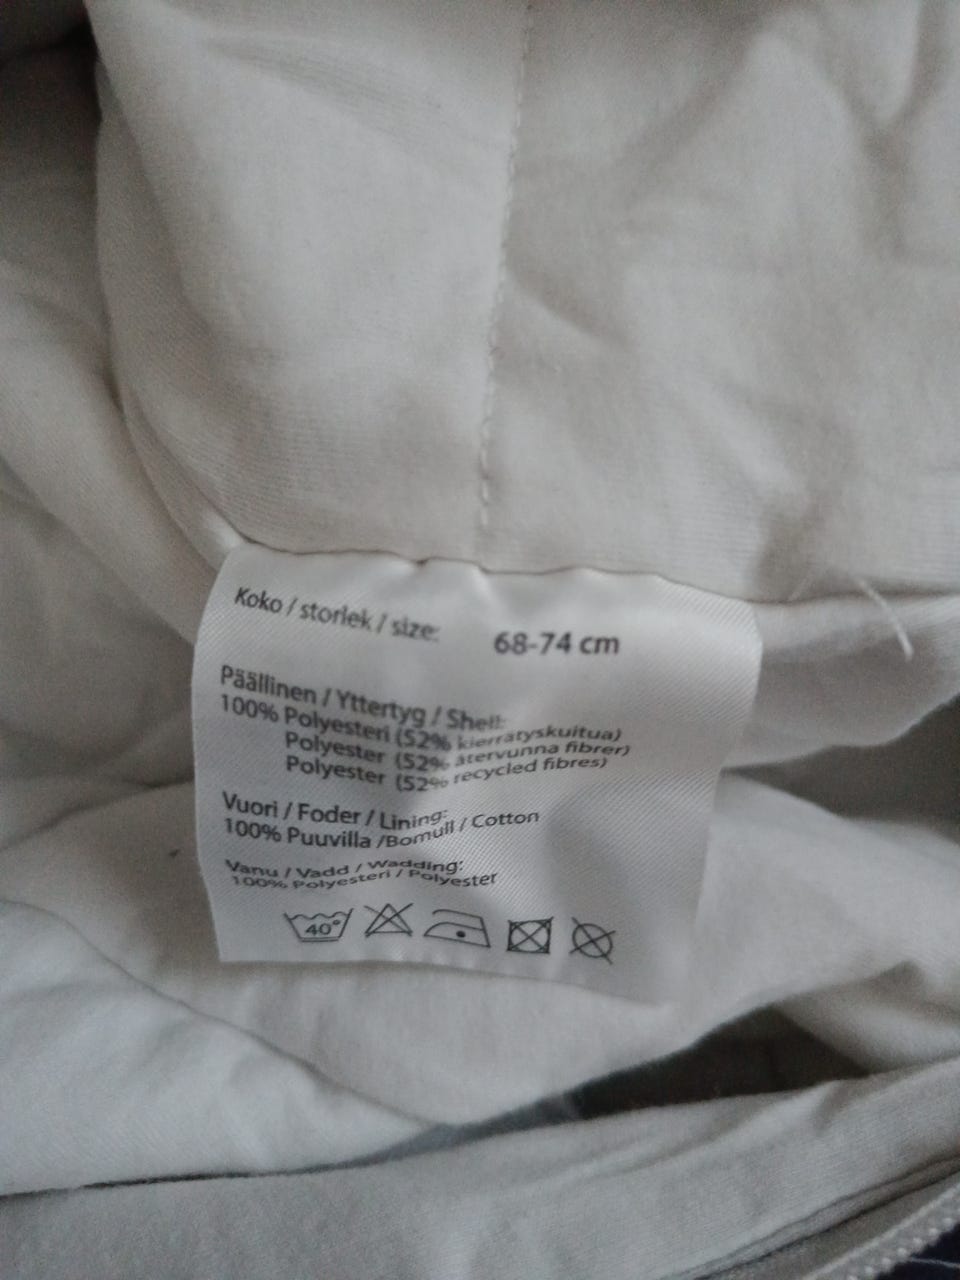 Koko / storlek / size: 68-74 cm
Päällinen / Yttertyg / Shell:
100% Polyesteri (52% kierrätyskuitua)
Polyester (52% återvunna fibrer)
Polyester (52% recycled fibres)
Vuori / Foder / Lining:
100% Puuvilla /Bomull / Cotton
Vanu / Vadd / Wadding:
100% Polyesteri / Polyester
40°